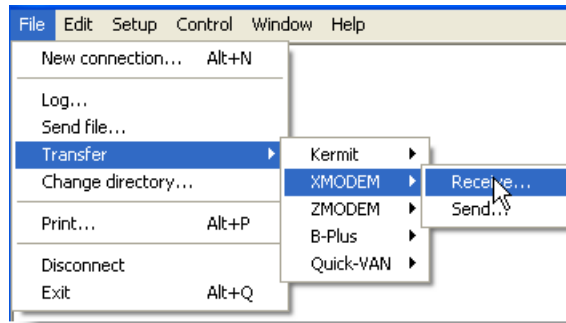 File Edit Setup Control Window Help
New connection... Alt+N
Log...
Send file...
Transfer
Change directory...
Print... Alt+P
Disconnect
Exit Alt+Q
Kermit
XMODEM
ZMODEM
B-Plus
Quick-VAN
Receive...
Send...